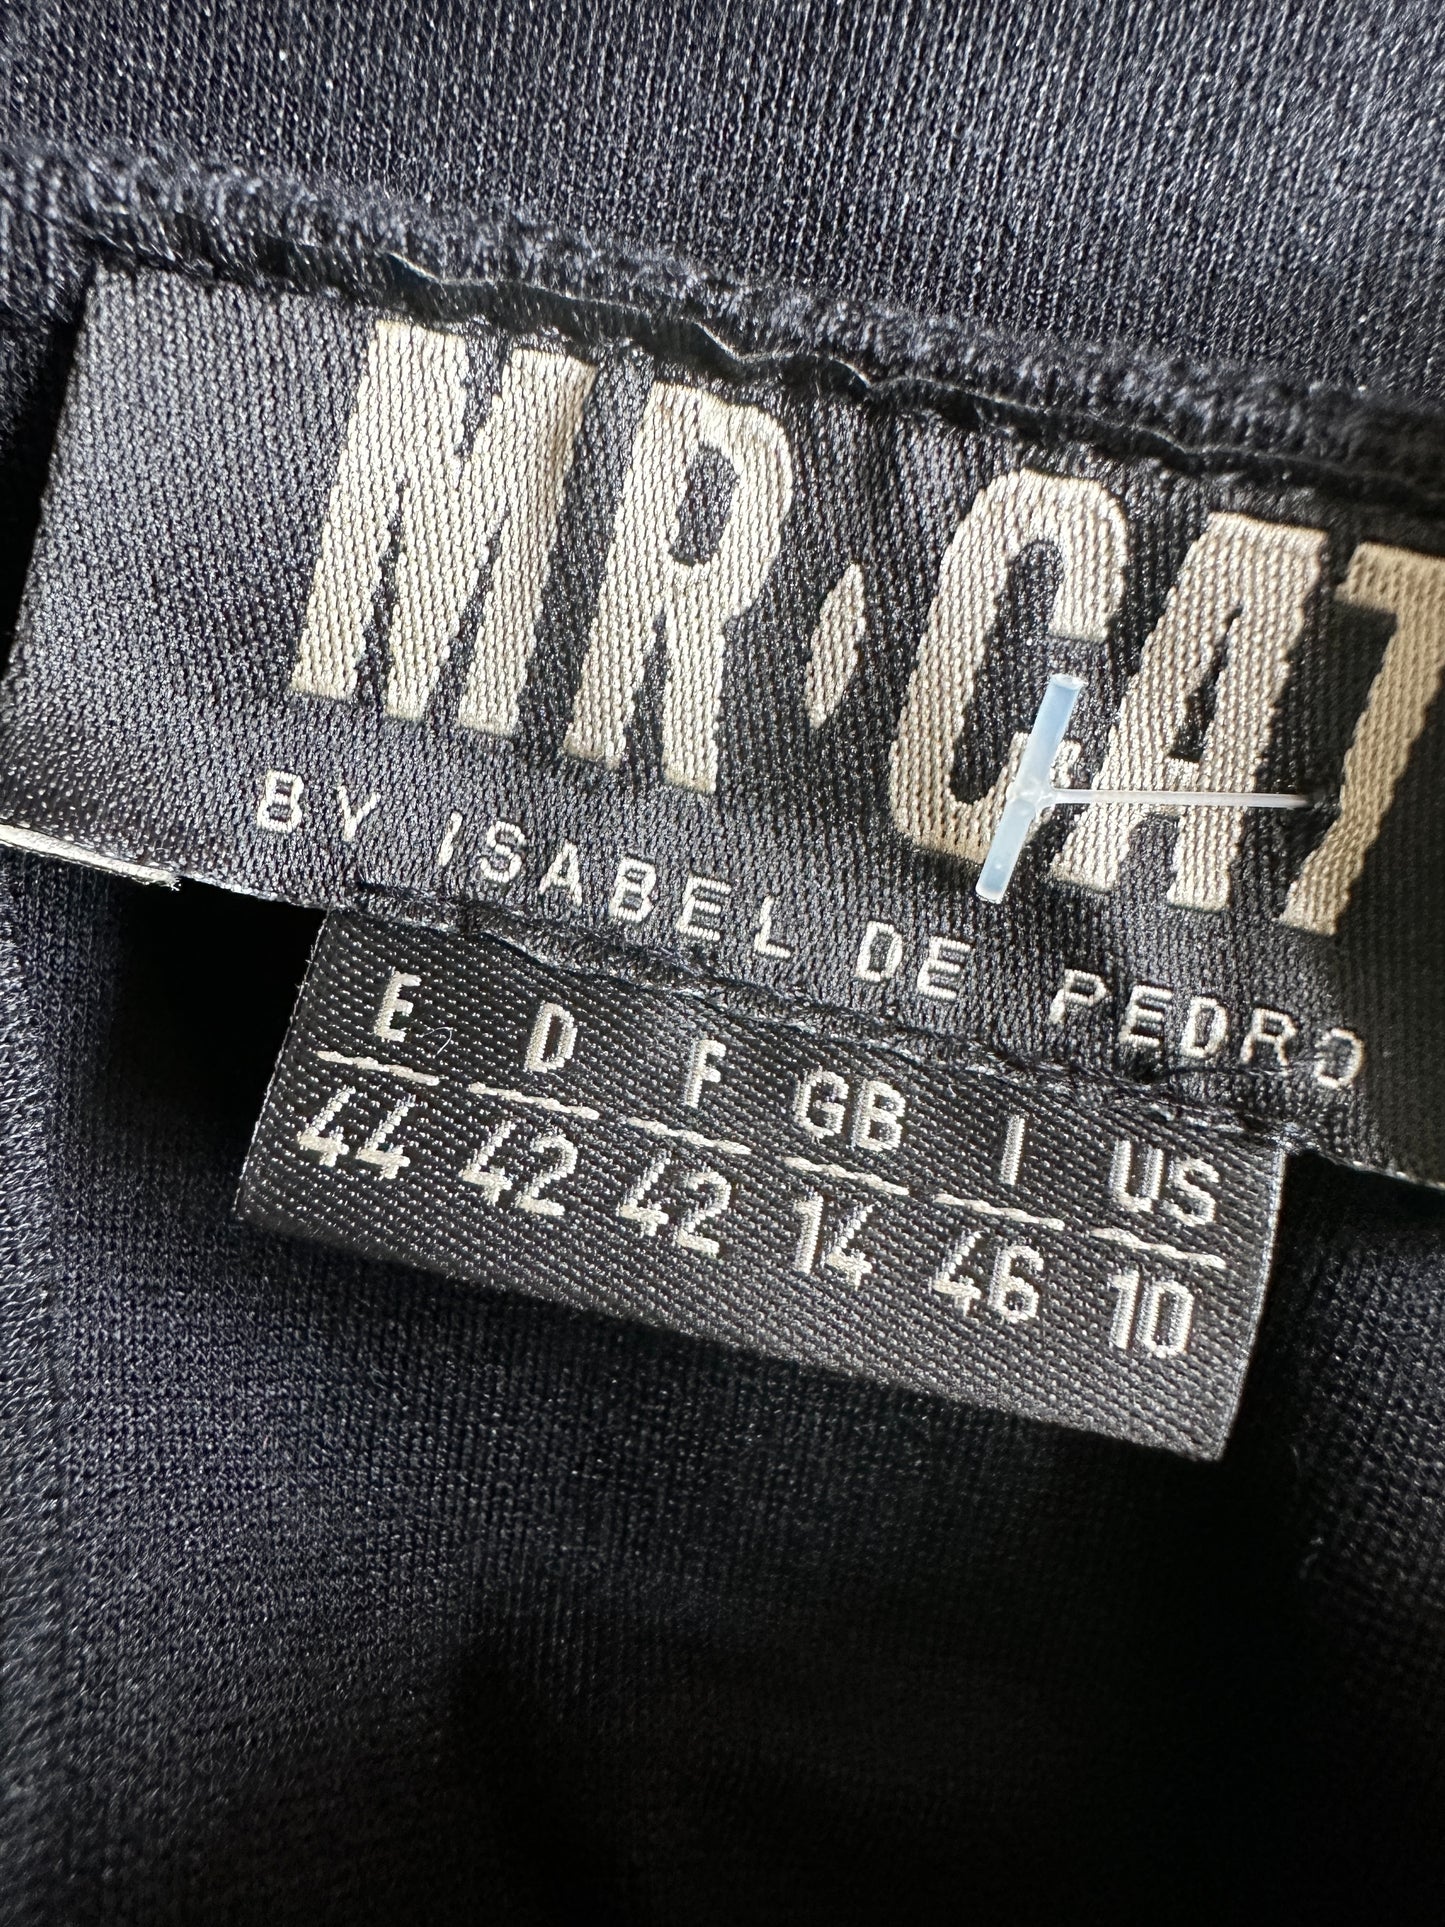 MR·CAT
BY ISABEL DE PEDRO
E D F GB I US
44 42 42 14 46 10